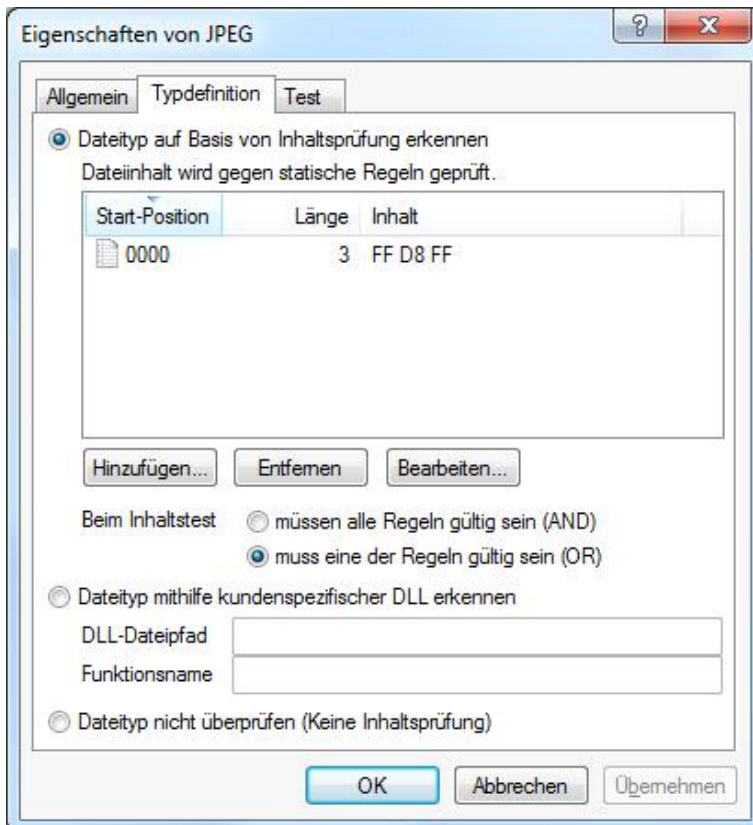 Eigenschaften von JPEG
Allgemein Typdefinition Test
Dateityp auf Basis von Inhaltsprüfung erkennen
Dateiinhalt wird gegen statische Regeln geprüft.
Start-Position Länge Inhalt
0000 3 FF D8 FF
Hinzufügen... Entfernen Bearbeiten...
Beim Inhaltstest müssen alle Regeln gültig sein (AND)
muss eine der Regeln gültig sein (OR)
Dateityp mithilfe kundenspezifischer DLL erkennen
DLL-Dateipfad
Funktionsname
Dateityp nicht überprüfen (Keine Inhaltsprüfung)
OK Abbrechen Übernehmen